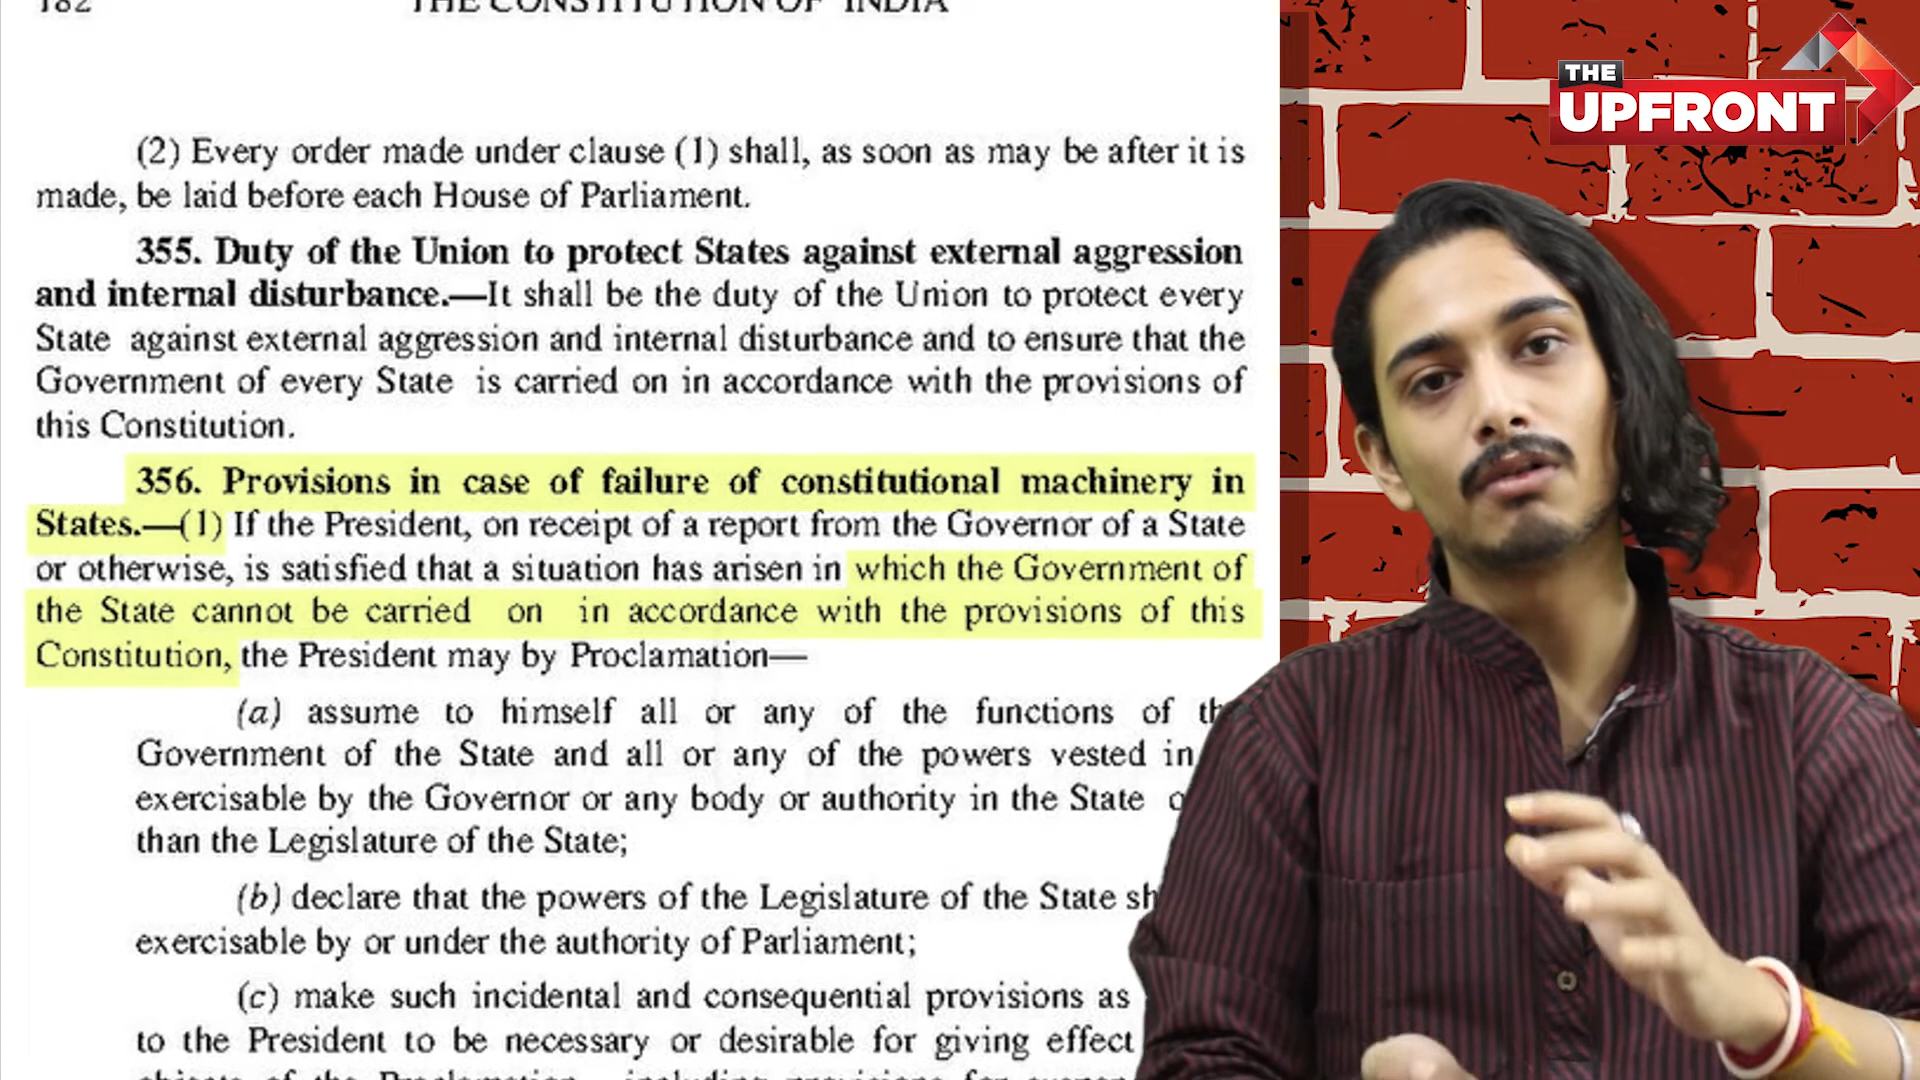 182 THE CONSTITUTION OF INDIA
THE
UPFRONT
(2) Every order made under clause (1) shall, as soon as may be after it is
made, be laid before each House of Parliament.
355. Duty of the Union to protect States against external aggression
and internal disturbance.—It shall be the duty of the Union to protect every
State against external aggression and internal disturbance and to ensure that the
Government of every State is carried on in accordance with the provisions of
this Constitution.
356. Provisions in case of failure of constitutional machinery in
States.—(1) If the President, on receipt of a report from the Governor of a State
or otherwise, is satisfied that a situation has arisen in which the Government of
the State cannot be carried on in accordance with the provisions of this
Constitution, the President may by Proclamation—
(a) assume to himself all or any of the functions of
Government of the State and all or any of the powers vested in
exercisable by the Governor or any body or authority in the State
than the Legislature of the State;
(b) declare that the powers of the Legislature of the State
exercisable by or under the authority of Parliament;
(c) make such incidental and consequential provisions as
to the President to be necessary or desirable for giving effect
objects of the Proclamation, including provisions for